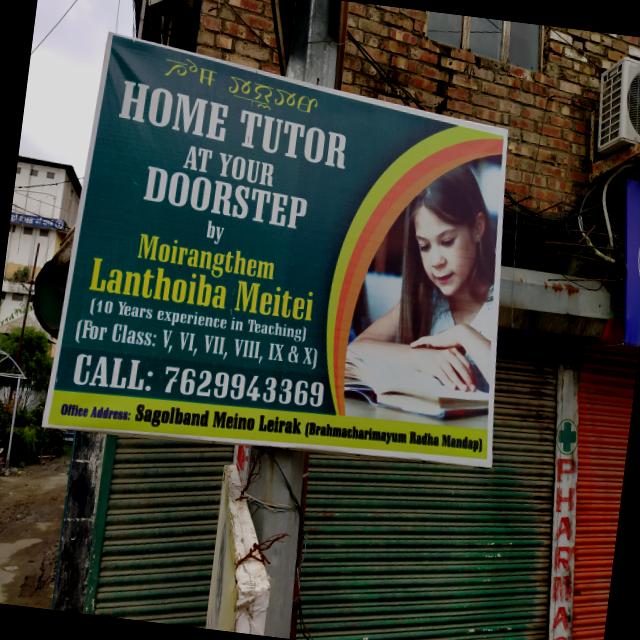 HOME TUTOR
AT YOUR
DOORSTEP
by
Moirangthem
Lanthoiba Meitei
(10 Years experience in Teaching)
(For Class: V, VI, VII, VIII, IX & X)
CALL: 76299943369
Office Address: Sagolband Meino Leirak (Brahmacharimayum Radha Mandap)
PHARMA